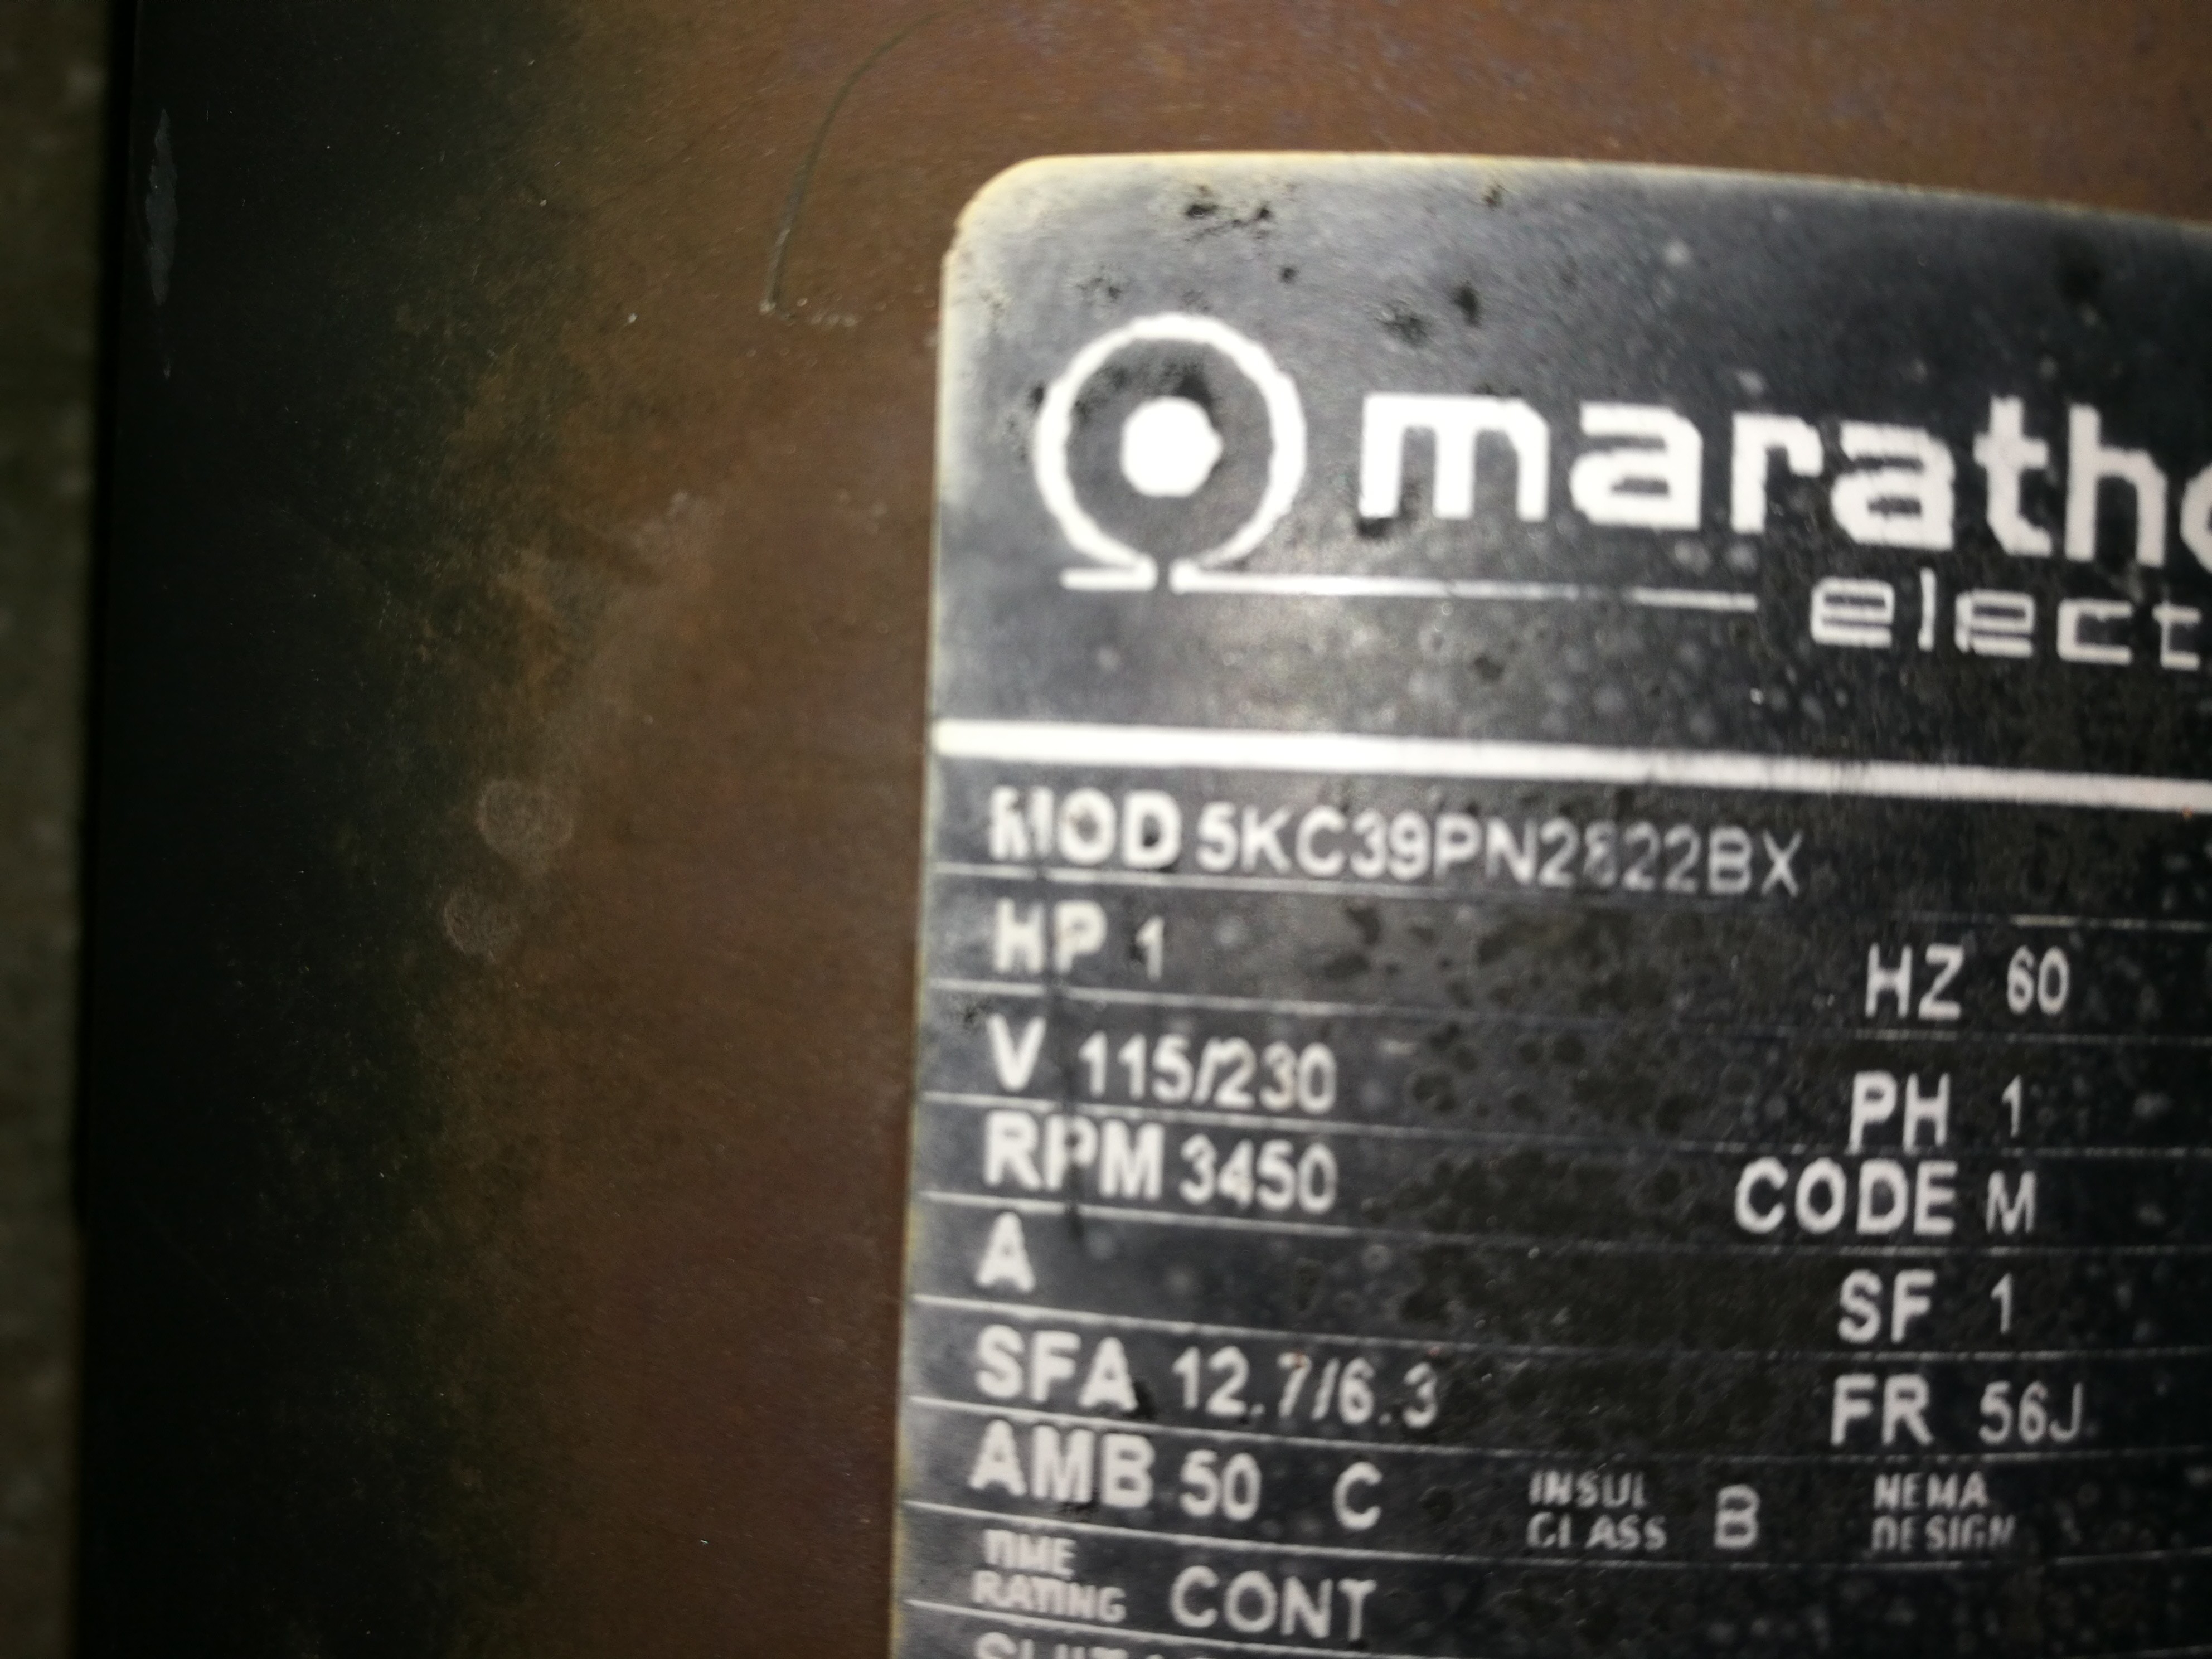 maratho
elect
MOD 5KC39PN2822BX
HP 1 HZ 60
V 115/230 PH 1
RPM 3450 CODE M
A SF 1
SFA 12.7/6.3 FR 56J
AMB 50 C INSUL CLASS B NEMA DESIGN
TIME RATING CONT